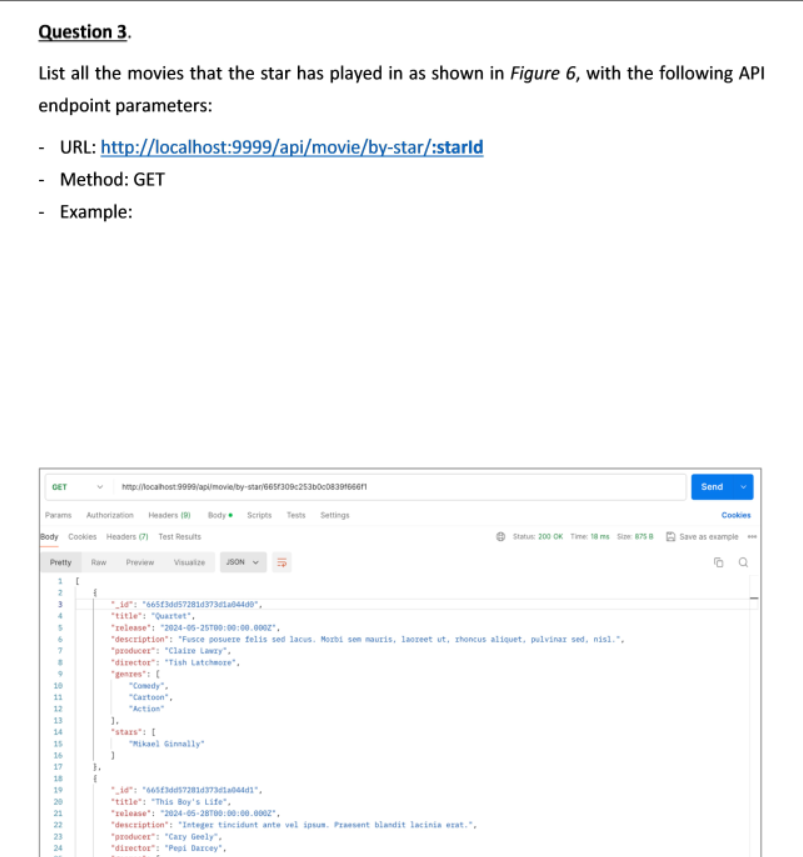 Question 3.
List all the movies that the star has played in as shown in Figure 6, with the following API
endpoint parameters:
- URL: http://localhost:9999/api/movie/by-star/:starId
- Method: GET
- Example:
GET http://localhost:9999/api/movie/by-star/665f309c253b0c0839f666f1 Send
Params Authorization Headers (9) Body Scripts Tests Settings Cookies
Body Cookies Headers (7) Test Results Status: 200 OK Time: 18 ms Size: 875 B Save as example
Pretty Raw Preview Visualize JSON
1 [
2 {
3 "_id": "665f3dd57281d373d1a044d0",
4 "title": "Quartet",
5 "release": "2024-05-25T00:00:00.000Z",
6 "description": "Fusce posuere felis sed lacus. Morbi sem mauris, laoreet ut, rhoncus aliquet, pulvinar sed, nisl.",
7 "producer": "Claire Lawry",
8 "director": "Tish Latchmore",
9 "genres": [
10 "Comedy",
11 "Cartoon",
12 "Action"
13 ],
14 "stars": [
15 "Mikael Ginnally"
16 ]
17 },
18 {
19 "_id": "665f3dd57281d373d1a044d1",
20 "title": "This Boy's Life",
21 "release": "2024-05-28T00:00:00.000Z",
22 "description": "Integer tincidunt ante vel ipsum. Praesent blandit lacinia erat.",
23 "producer": "Cary Geely",
24 "director": "Pepi Darcey",